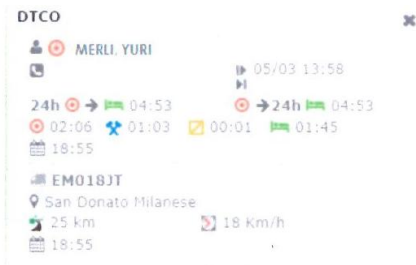 DTCO
MERLI, YURI
05/03 13:58
24h 04:53 24h 04:53
02:06 01:03 00:01 01:45
18:55
EM018JT
San Donato Milanese
25 km 18 Km/h
18:55